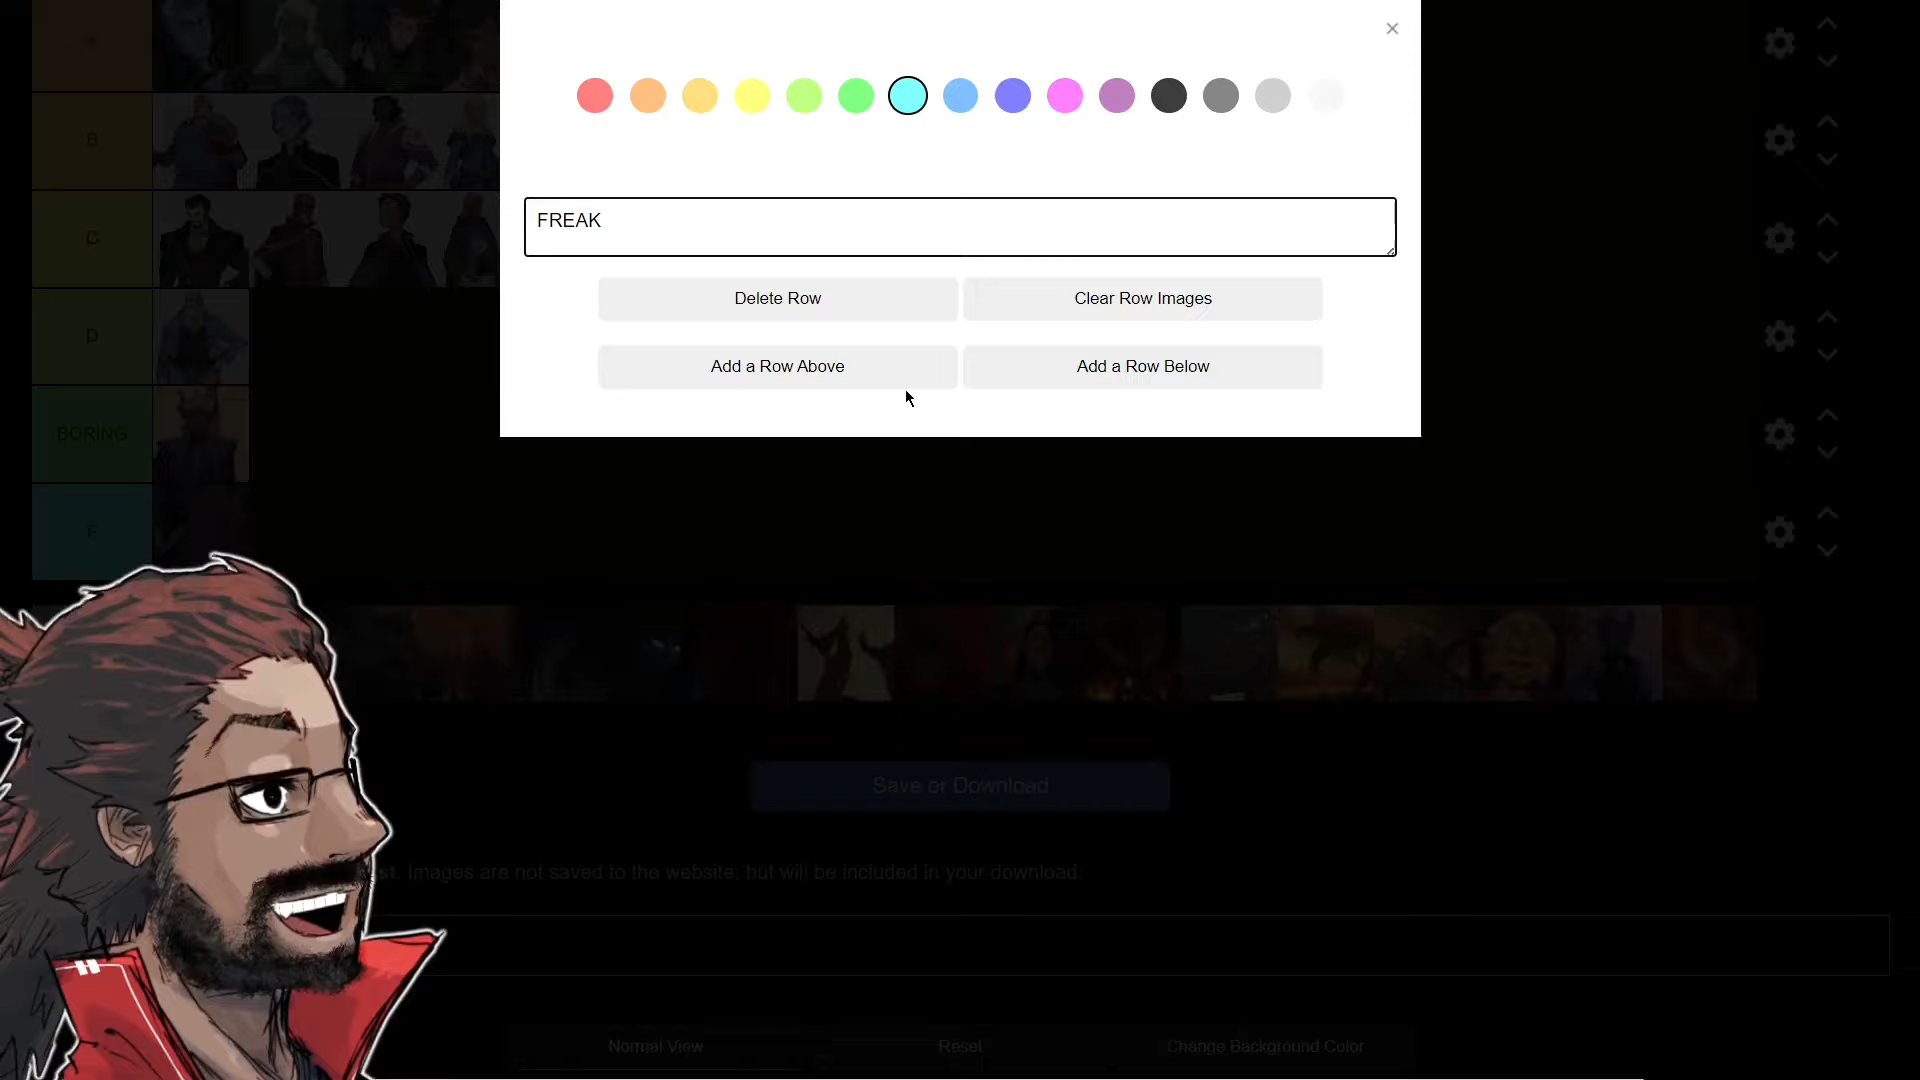 ×
FREAK
Delete Row
Clear Row Images
Add a Row Above
Add a Row Below
B
C
D
BORING
F
Save or Download
st. Images are not saved to the website, but will be included in your download.
Normal View
Reset
Change Background Color